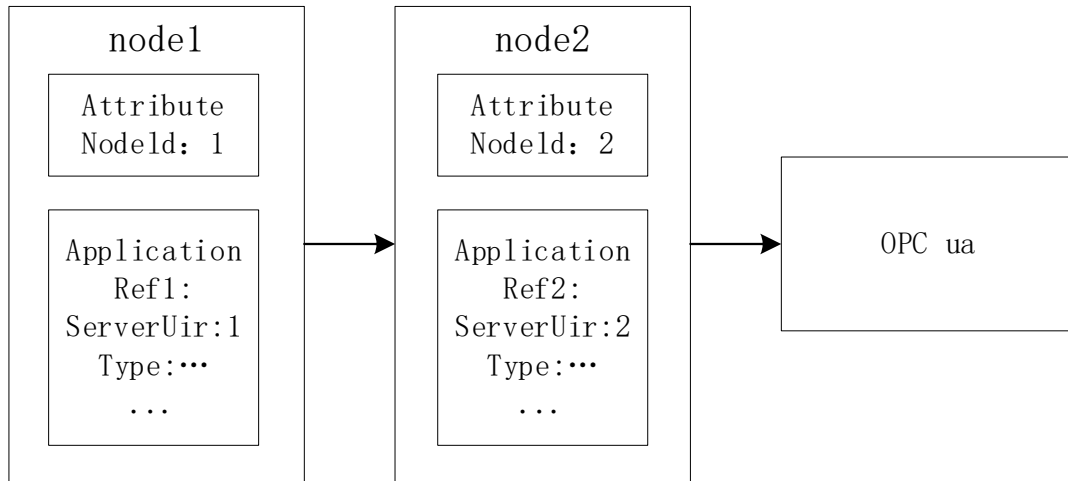 node1
Attribute
Nodeld: 1
Application
Ref1:
ServerUir:1
Type:…
...
node2
Attribute
Nodeld: 2
Application
Ref2:
ServerUir:2
Type:…
...
OPC ua